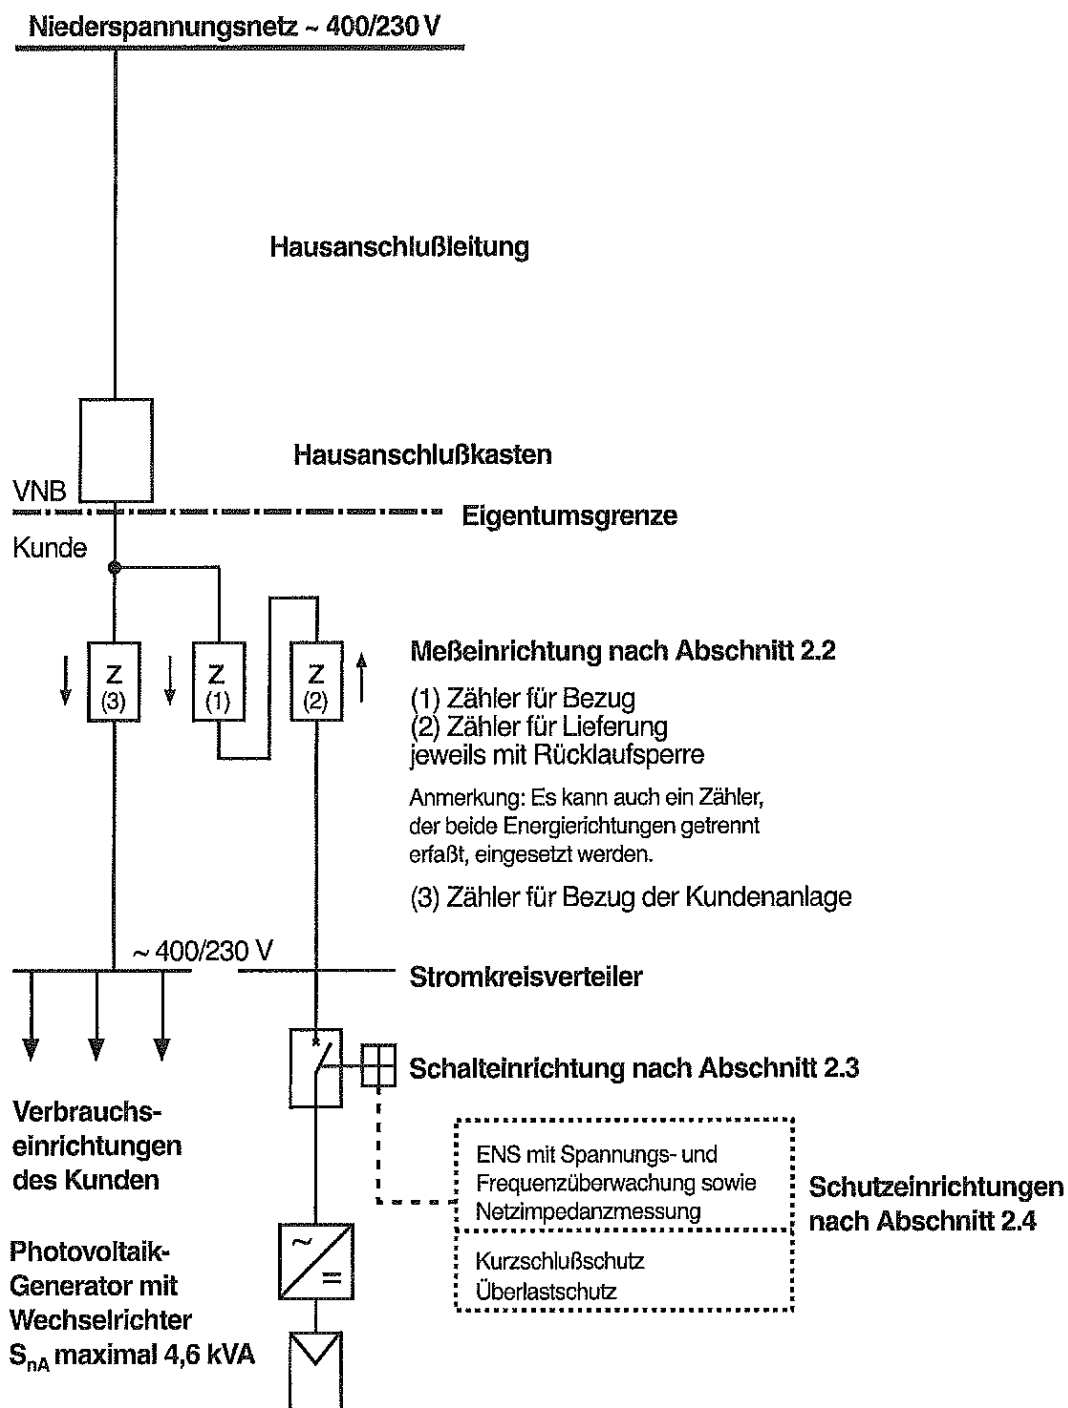 Niederspannungsnetz ~ 400/230 V
Hausanschlußleitung
Hausanschlußkasten
VNB
Eigentumsgrenze
Kunde
Z
(3)
Z
(1)
Z
(2)
Meßeinrichtung nach Abschnitt 2.2
(1) Zähler für Bezug
(2) Zähler für Lieferung
jeweils mit Rücklaufsperre
Anmerkung: Es kann auch ein Zähler,
der beide Energierichtungen getrennt
erfaßt, eingesetzt werden.
(3) Zähler für Bezug der Kundenanlage
~ 400/230 V
Stromkreisverteiler
Schalteinrichtung nach Abschnitt 2.3
Verbrauchs-
einrichtungen
des Kunden
ENS mit Spannungs- und
Frequenzüberwachung sowie
Netzimpedanzmessung
Kurzschlußschutz
Überlastschutz
Schutzeinrichtungen
nach Abschnitt 2.4
Photovoltaik-
Generator mit
Wechselrichter
SnA maximal 4,6 kVA
~
=